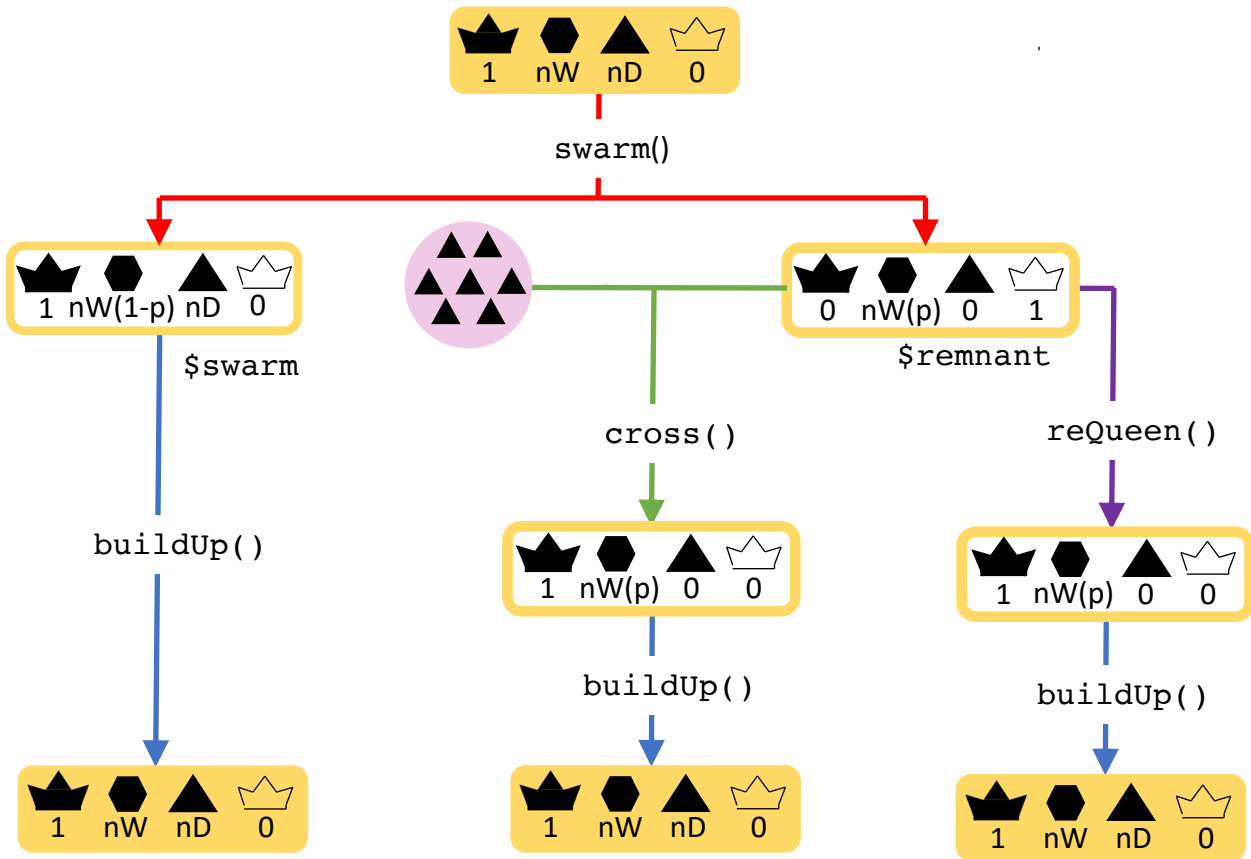 1 nW nD 0
swarm()
1 nW(1-p) nD 0
0 nW(p) 0 1
$swarm
$remnant
cross()
reQueen()
buildUp()
1 nW(p) 0 0
1 nW(p) 0 0
buildUp()
buildUp()
1 nW nD 0
1 nW nD 0
1 nW nD 0